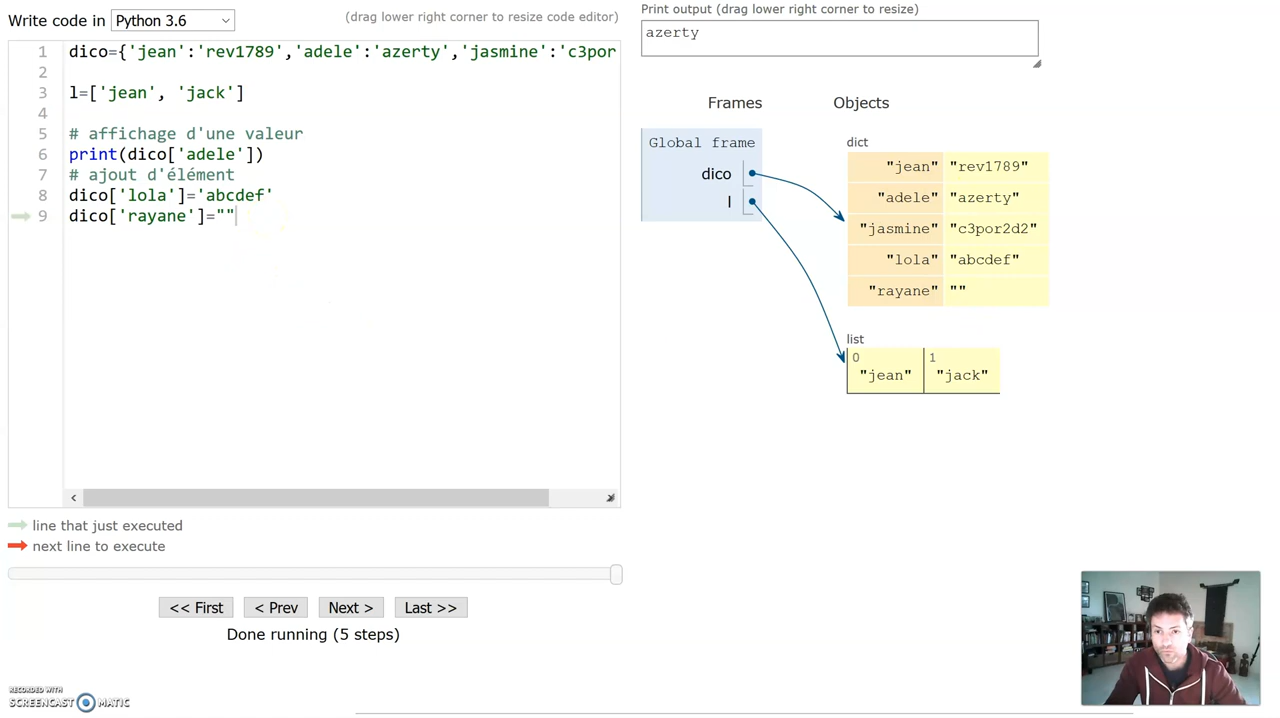 Write code in Python 3.6
(drag lower right corner to resize code editor)
1 dico={'jean':'rev1789','adele':'azerty','jasmine':'c3por
2
3 l=['jean', 'jack']
4
5 # affichage d'une valeur
6 print(dico['adele'])
7 # ajout d'élément
8 dico['lola']='abcdef'
9 dico['rayane']=""
line that just executed
next line to execute
<< First < Prev Next > Last >>
Done running (5 steps)
RECORDED WITH
SCREENCAST MATIC
Print output (drag lower right corner to resize)
azerty
Frames Objects
Global frame
dico
l
dict
"jean" "rev1789"
"adele" "azerty"
"jasmine" "c3por2d2"
"lola" "abcdef"
"rayane" ""
list
0 1
"jean" "jack"